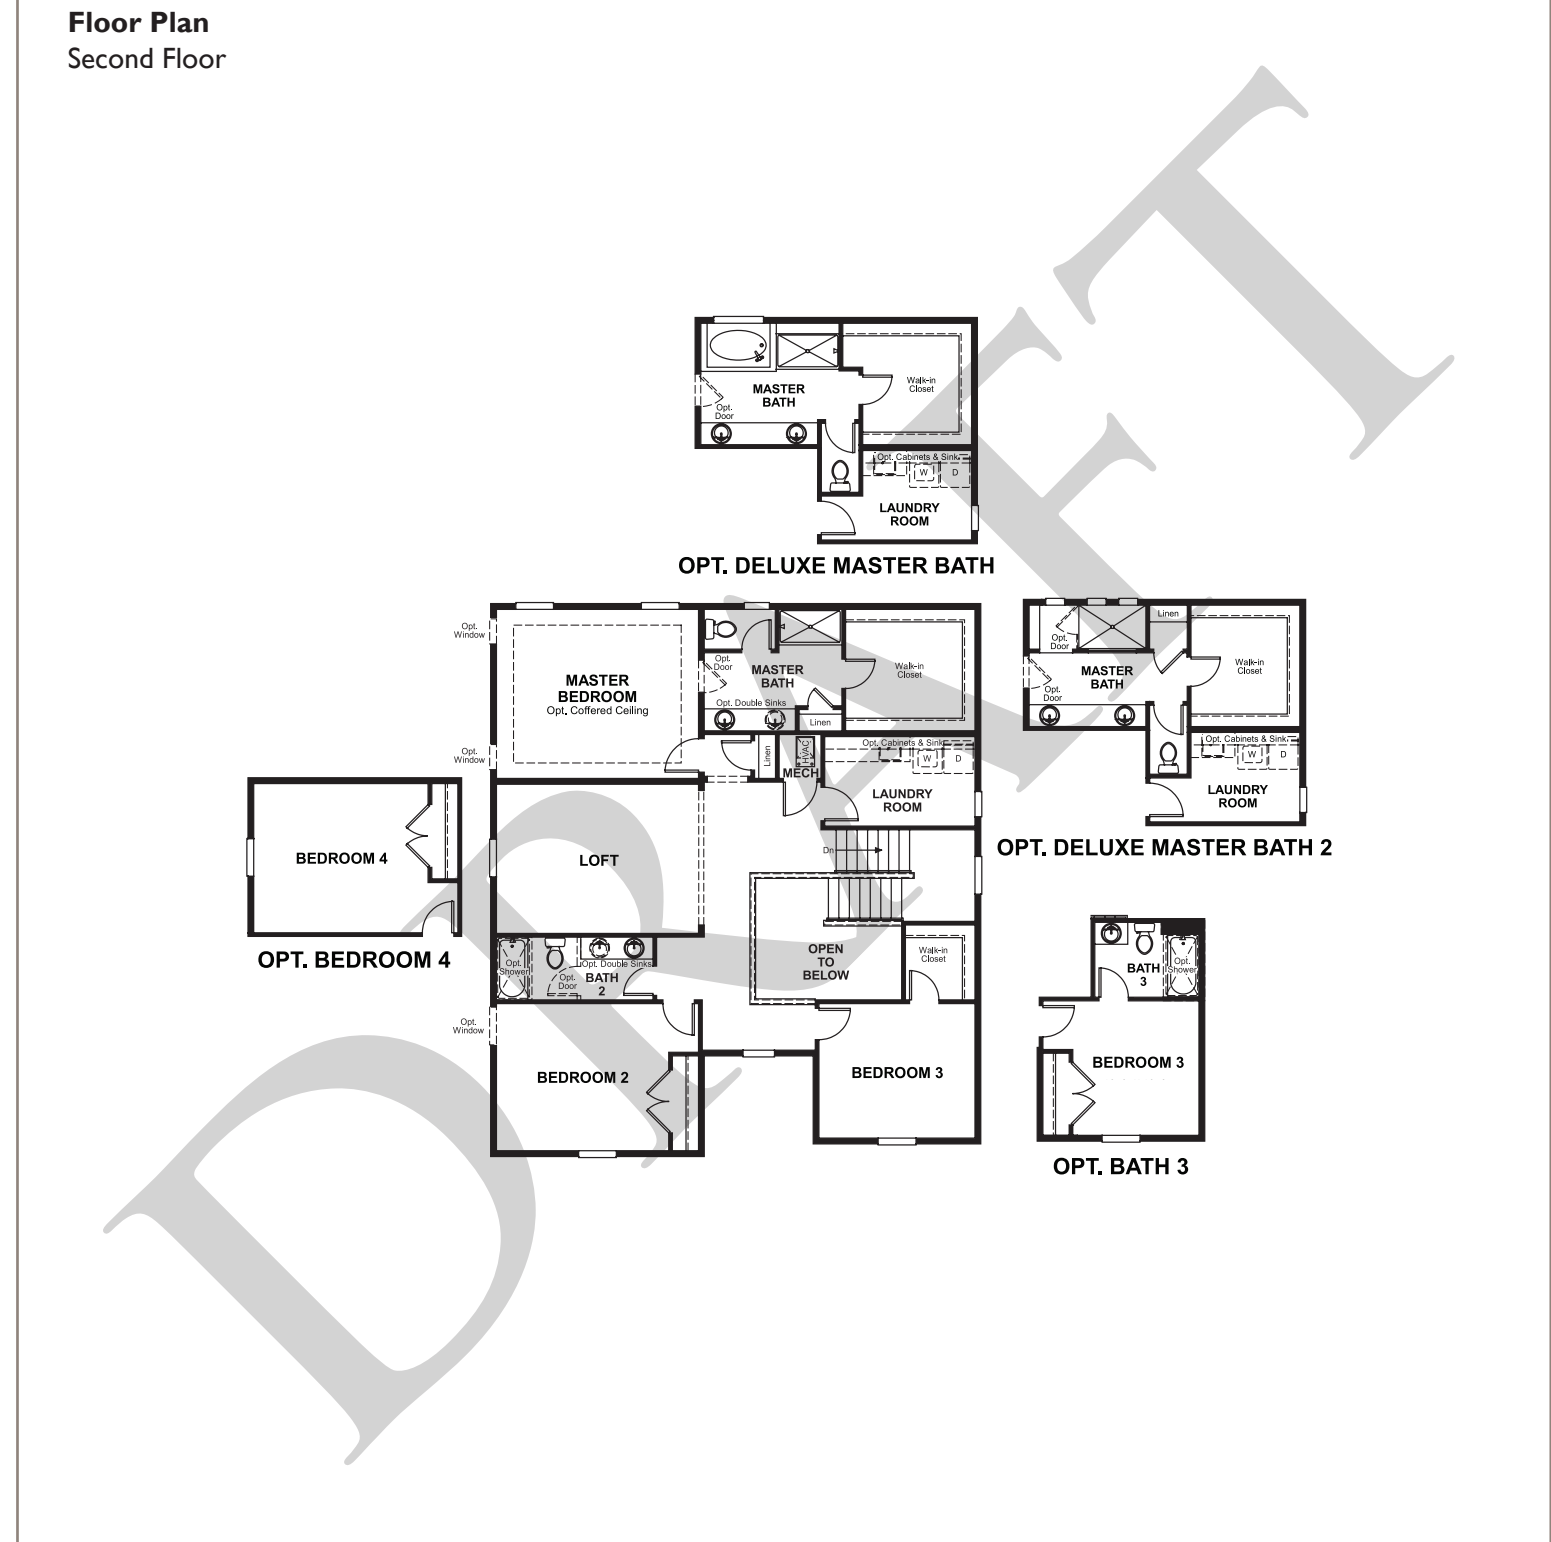 Floor Plan
Second Floor
DRAFT
Walk-in
Closet
MASTER
BATH
Opt.
Door
Opt. Cabinets & Sink
W
D
LAUNDRY
ROOM
OPT. DELUXE MASTER BATH
Opt.
Window
MASTER
BEDROOM
Opt. Coffered Ceiling
Opt.
Window
Opt.
Door
MASTER
BATH
Opt. Double Sinks
Linen
Walk-in
Closet
Linen
HVAC
MECH
Opt. Cabinets & Sink
W
D
LAUNDRY
ROOM
Linen
Opt.
Door
MASTER
BATH
Opt.
Door
Walk-in
Closet
Opt. Cabinets & Sink
W
D
LAUNDRY
ROOM
OPT. DELUXE MASTER BATH 2
BEDROOM 4
OPT. BEDROOM 4
LOFT
Dn
OPEN
TO
BELOW
Walk-in
Closet
Opt.
Shower
Opt. Double Sinks
Opt.
Door
BATH
2
Opt.
Window
BEDROOM 2
BEDROOM 3
BATH
3
Opt.
Shower
BEDROOM 3
OPT. BATH 3